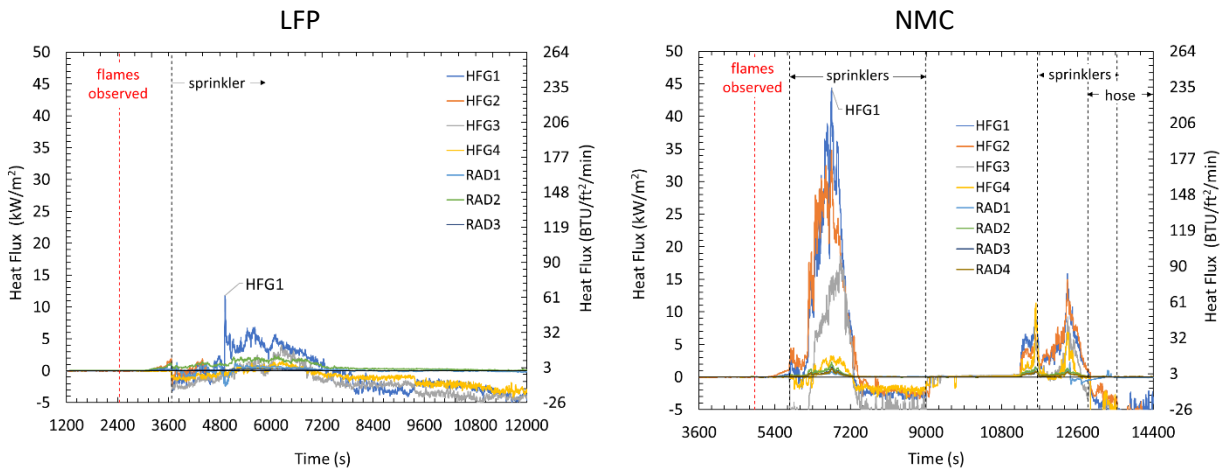 LFP
50
45
40
35
30
25
20
15
10
5
0
-5
Heat Flux (kW/m²)
flames
observed
sprinkler
HFG1
HFG1
HFG2
HFG3
HFG4
RAD1
RAD2
RAD3
264
235
206
177
148
119
90
61
32
3
-26
Heat Flux (BTU/ft²/min)
1200 2400 3600 4800 6000 7200 8400 9600 10800 12000
Time (s)
NMC
50
45
40
35
30
25
20
15
10
5
0
-5
Heat Flux (kW/m²)
flames
observed
sprinklers
HFG1
sprinklers
hose
HFG1
HFG2
HFG3
HFG4
RAD1
RAD2
RAD3
RAD4
264
235
206
177
148
119
90
61
32
3
-26
Heat Flux (BTU/ft²/min)
3600 5400 7200 9000 10800 12600 14400
Time (s)